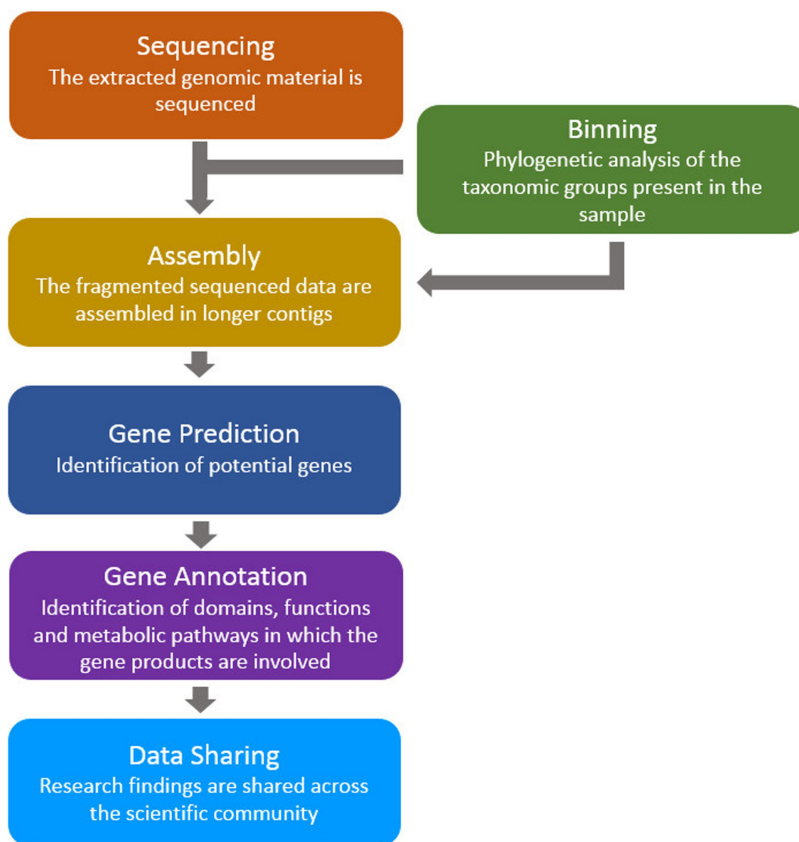 Sequencing
The extracted genomic material is
sequenced
Binning
Phylogenetic analysis of the
taxonomic groups present in the
sample
Assembly
The fragmented sequenced data are
assembled in longer contigs
Gene Prediction
Identification of potential genes
Gene Annotation
Identification of domains, functions
and metabolic pathways in which the
gene products are involved
Data Sharing
Research findings are shared across
the scientific community